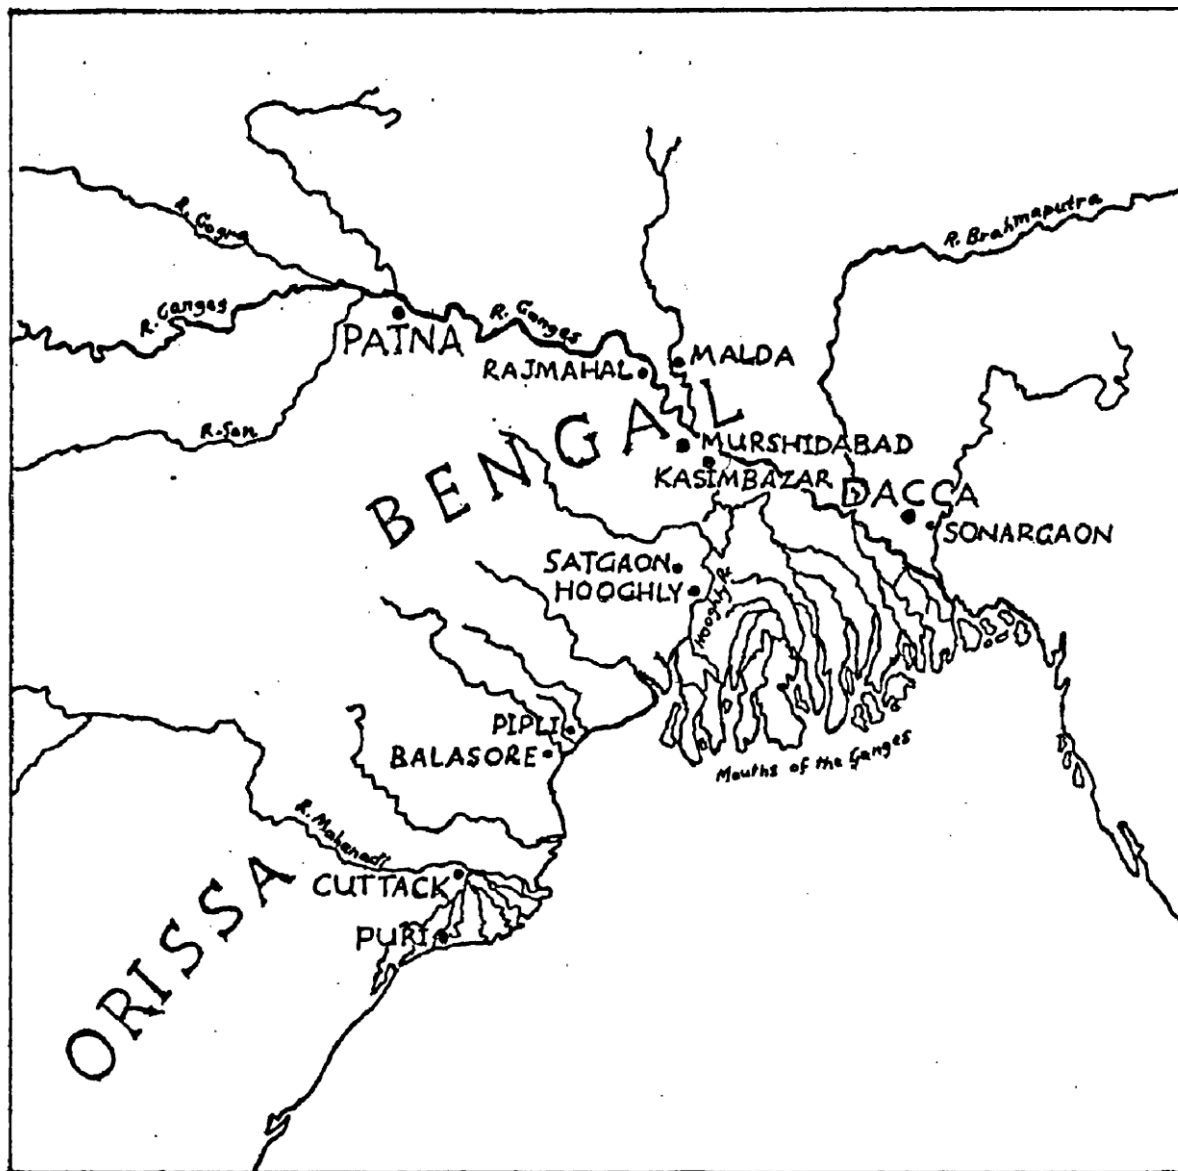 R. Gogra
R. Brahmaputra
R. Ganges
R. Ganges
PATNA
MALDA
RAJMAHAL
R. Son
BENGAL
MURSHIDABAD
KASIMBAZAR
DACCA
SONARGAON
SATGAON
HOOGHLY
Hooghly R.
PIPLI
BALASORE
Mouths of the Ganges
R. Mahanadi
CUTTACK
PURI
ORISSA